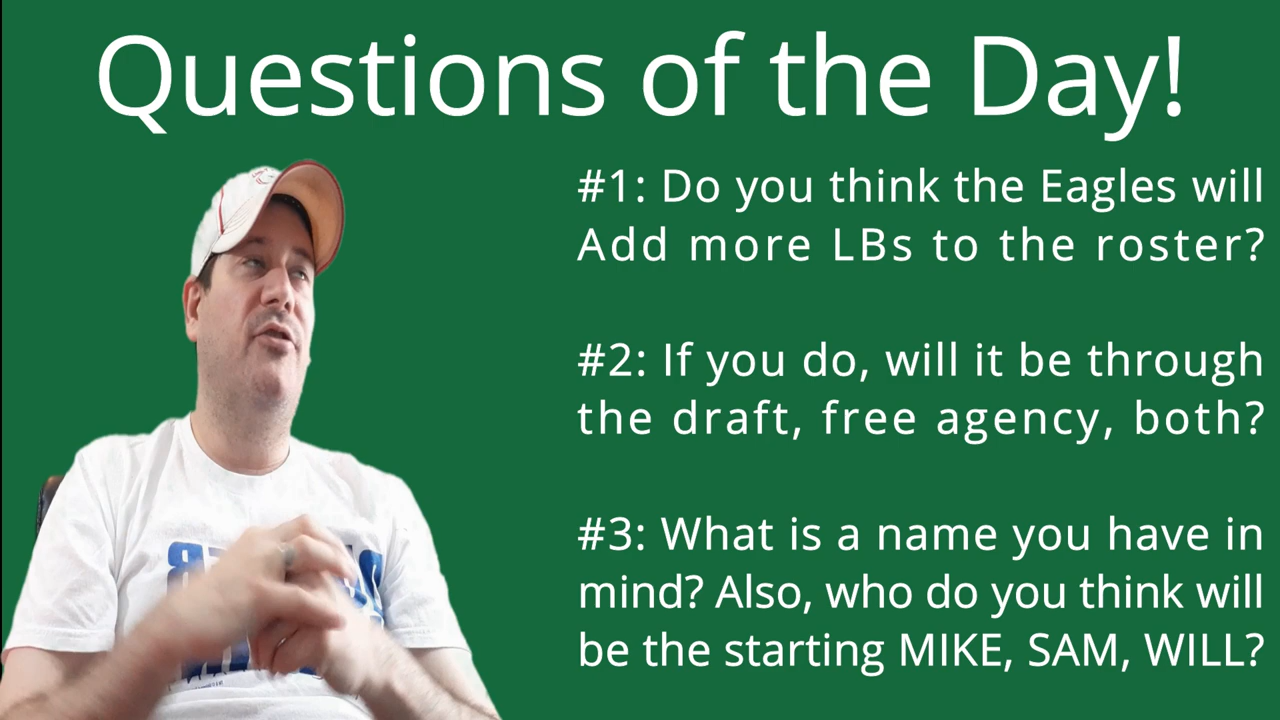 Questions of the Day!
#1: Do you think the Eagles will
Add more LBs to the roster?
#2: If you do, will it be through
the draft, free agency, both?
#3: What is a name you have in
mind? Also, who do you think will
be the starting MIKE, SAM, WILL?